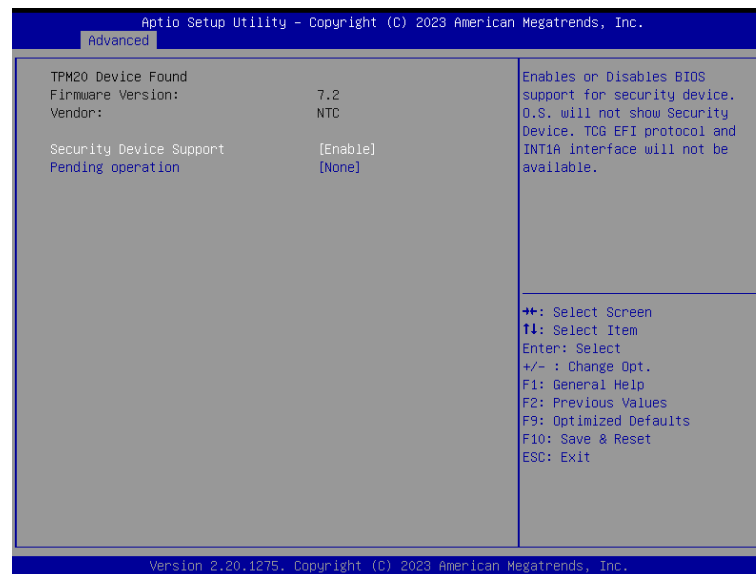 Aptio Setup Utility – Copyright (C) 2023 American Megatrends, Inc.
Advanced
TPM20 Device Found
Firmware Version: 7.2
Vendor: NTC
Security Device Support [Enable]
Pending operation [None]
Enables or Disables BIOS
support for security device.
O.S. will not show Security
Device. TCG EFI protocol and
INT1A interface will not be
available.
→←: Select Screen
↑↓: Select Item
Enter: Select
+/- : Change Opt.
F1: General Help
F2: Previous Values
F9: Optimized Defaults
F10: Save & Reset
ESC: Exit
Version 2.20.1275. Copyright (C) 2023 American Megatrends, Inc.